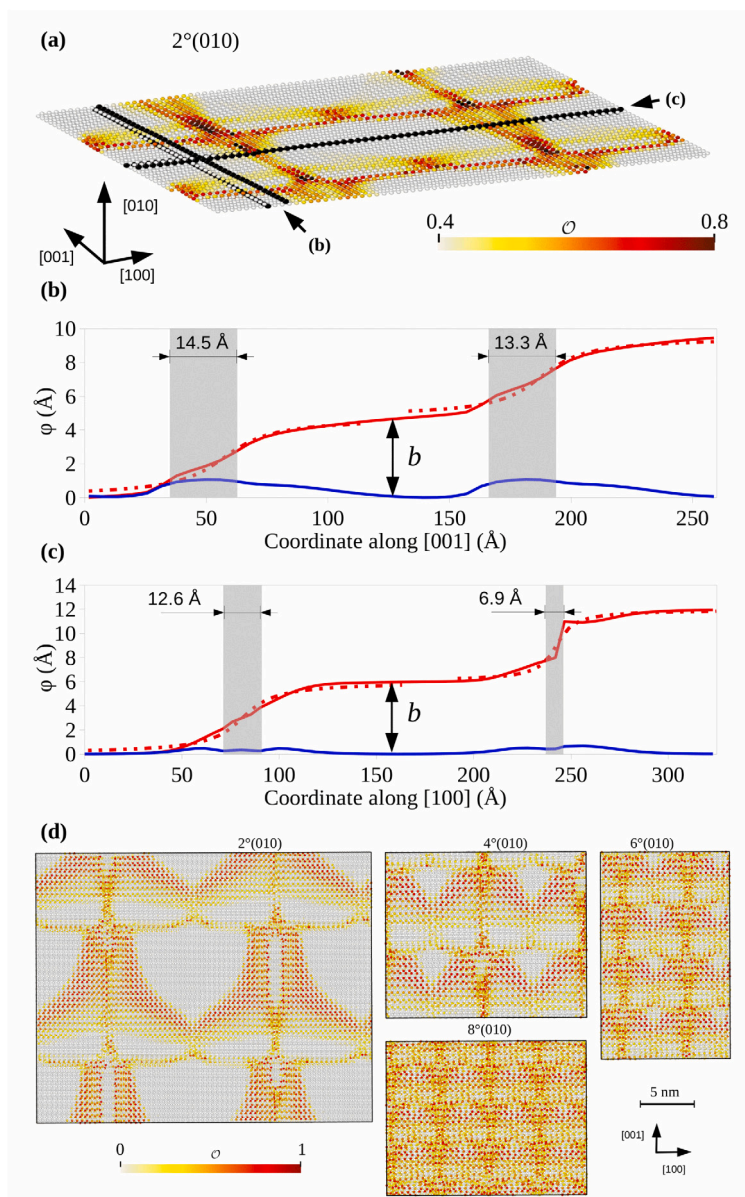 (a)
2°(010)
(c)
[010]
[001]
[100]
(b)
0.4
𝒪
0.8
(b)
10
8
6
4
2
0
φ (Å)
14.5 Å
13.3 Å
b
0
50
100
150
200
250
Coordinate along [001] (Å)
(c)
14
12
10
8
6
4
2
0
φ (Å)
12.6 Å
6.9 Å
b
0
50
100
150
200
250
300
Coordinate along [100] (Å)
(d)
2°(010)
4°(010)
6°(010)
8°(010)
5 nm
[001]
[100]
0
𝒪
1